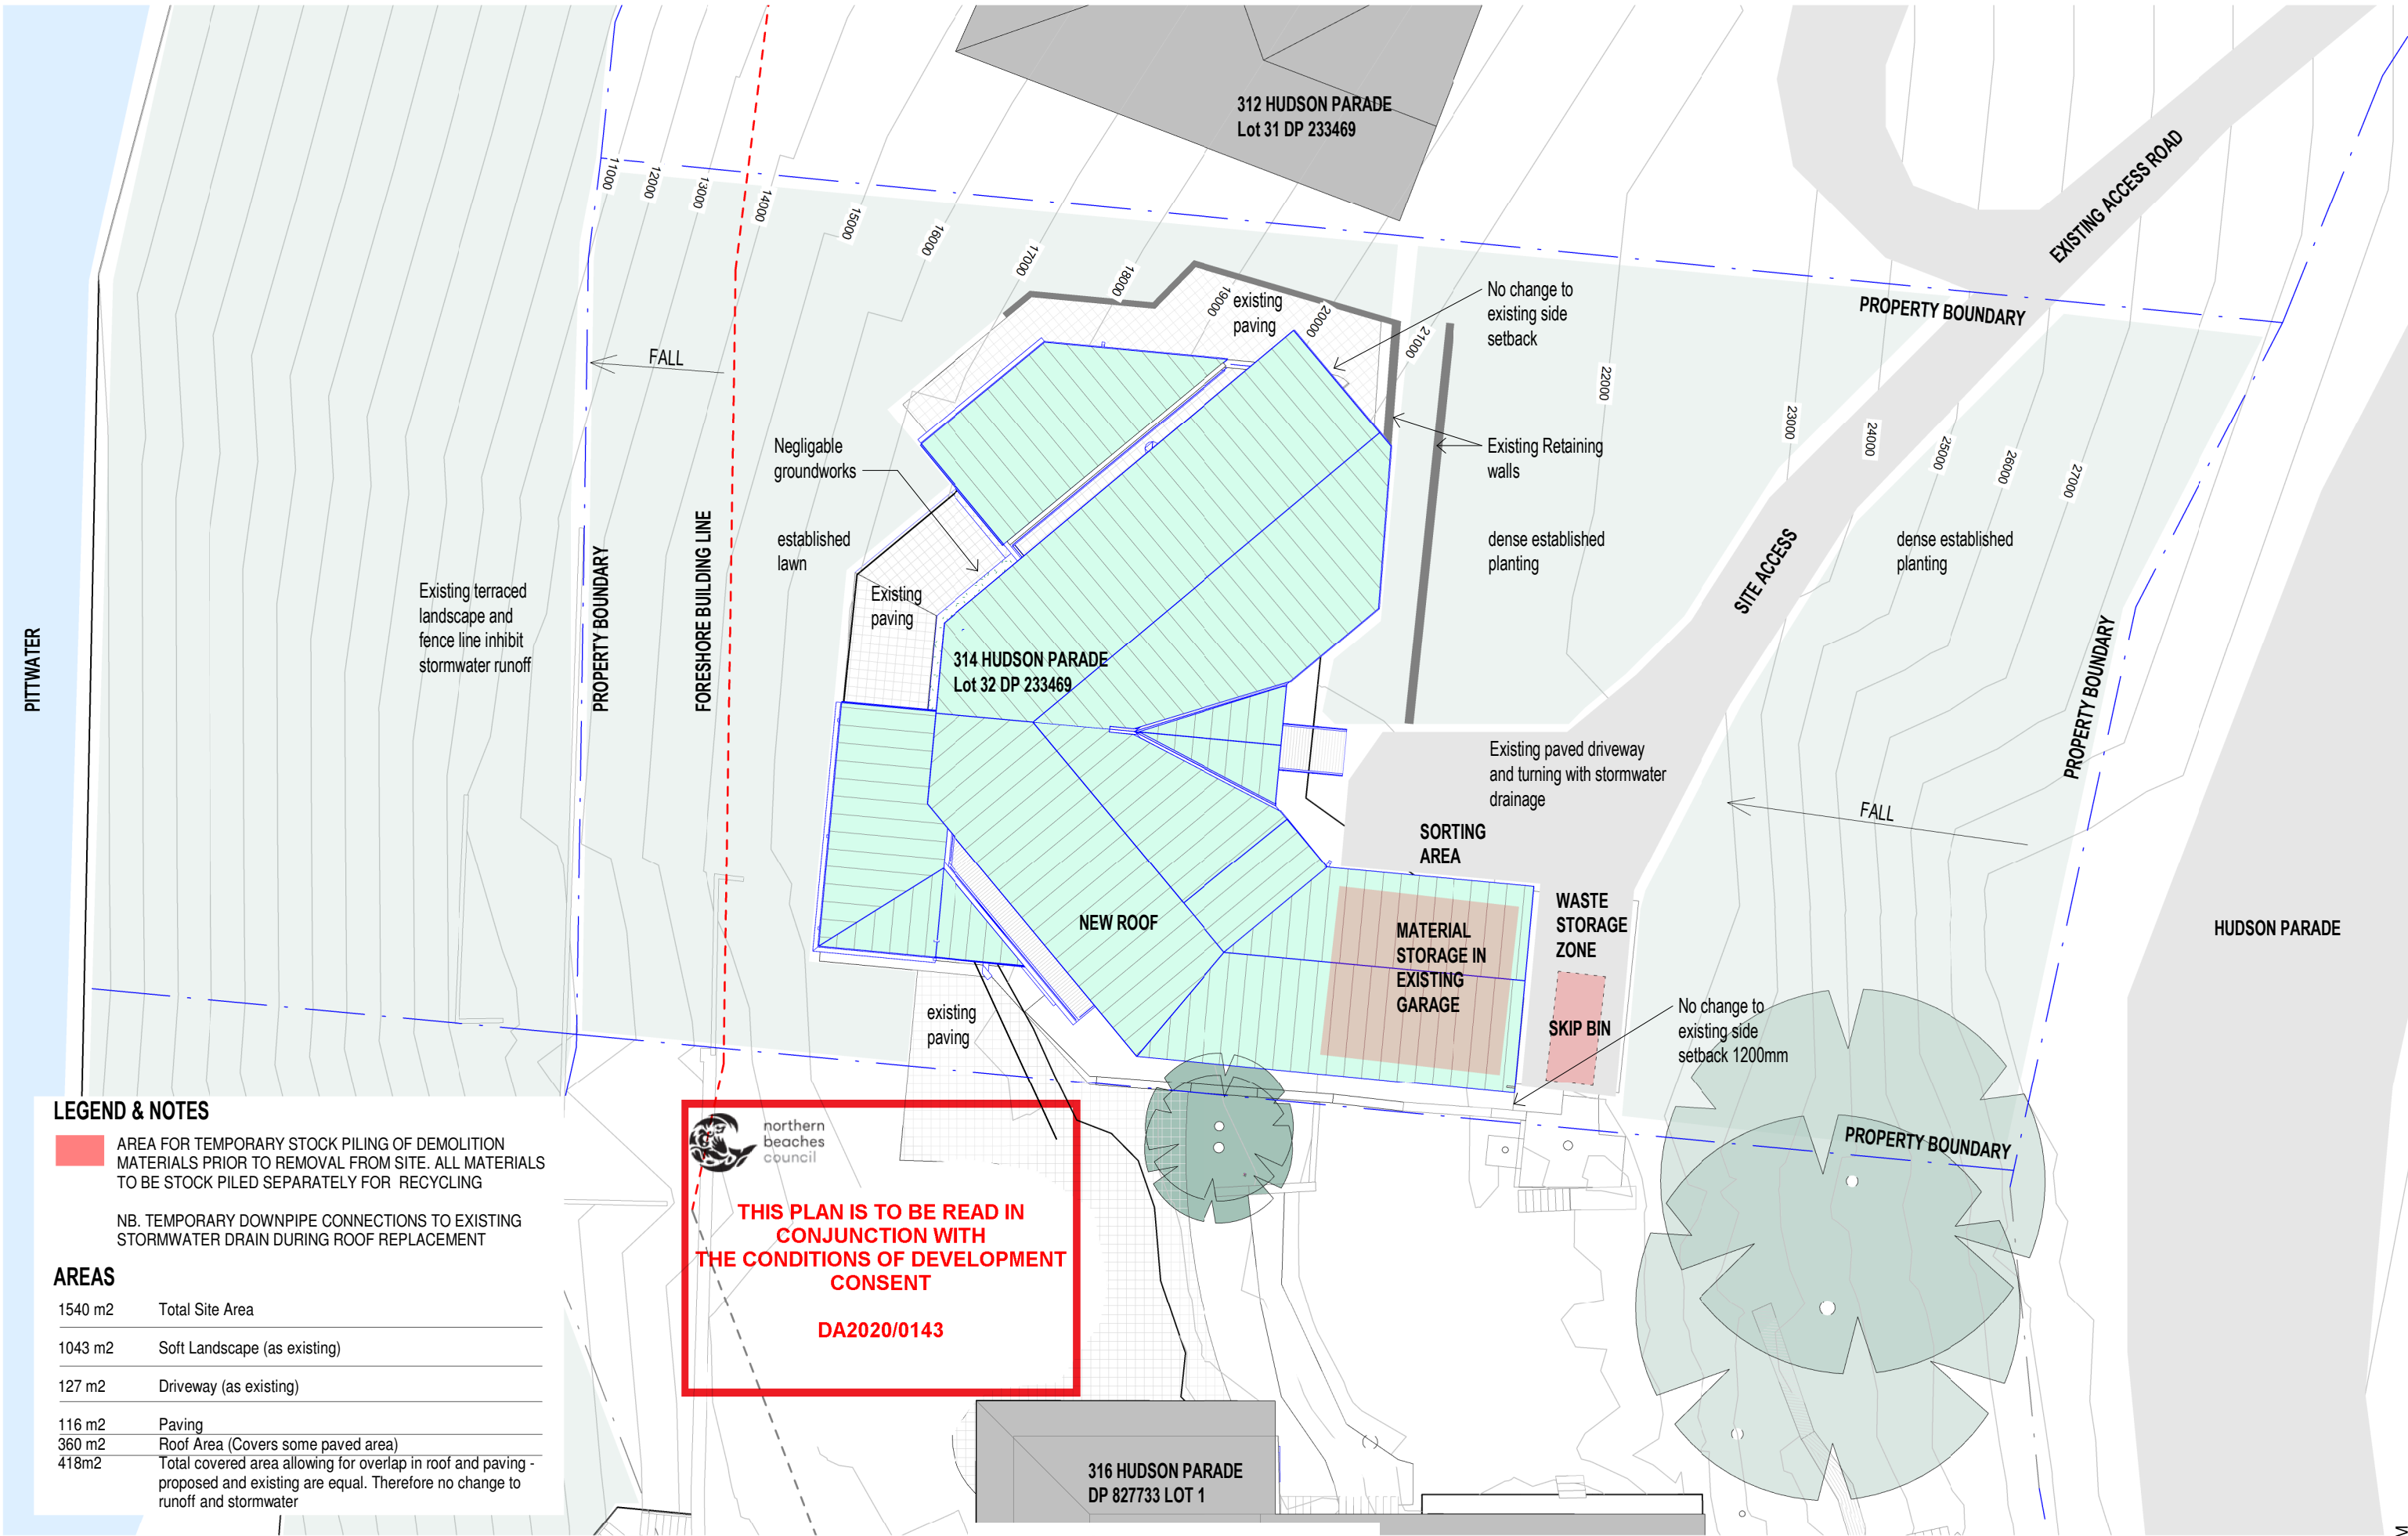 312 HUDSON PARADE
Lot 31 DP 233469
EXISTING ACCESS ROAD
11000
12000
13000
14000
15000
16000
17000
18000
19000
20000
21000
22000
23000
24000
25000
26000
27000
existing
paving
No change to
existing side
setback
PROPERTY BOUNDARY
FALL
Negligable
groundworks
Existing Retaining
walls
established
lawn
dense established
planting
dense established
planting
SITE ACCESS
Existing terraced
landscape and
fence line inhibit
stormwater runoff
PITTWATER
PROPERTY BOUNDARY
FORESHORE BUILDING LINE
Existing
paving
314 HUDSON PARADE
Lot 32 DP 233469
PROPERTY BOUNDARY
Existing paved driveway
and turning with stormwater
drainage
FALL
SORTING
AREA
NEW ROOF
MATERIAL
STORAGE IN
EXISTING
GARAGE
WASTE
STORAGE
ZONE
SKIP BIN
HUDSON PARADE
existing
paving
No change to
existing side
setback 1200mm
PROPERTY BOUNDARY
LEGEND & NOTES
AREA FOR TEMPORARY STOCK PILING OF DEMOLITION
MATERIALS PRIOR TO REMOVAL FROM SITE. ALL MATERIALS
TO BE STOCK PILED SEPARATELY FOR RECYCLING
NB. TEMPORARY DOWNPIPE CONNECTIONS TO EXISTING
STORMWATER DRAIN DURING ROOF REPLACEMENT
AREAS
1540 m2 Total Site Area
1043 m2 Soft Landscape (as existing)
127 m2 Driveway (as existing)
116 m2 Paving
360 m2 Roof Area (Covers some paved area)
418m2 Total covered area allowing for overlap in roof and paving -
proposed and existing are equal. Therefore no change to
runoff and stormwater
northern
beaches
council
THIS PLAN IS TO BE READ IN
CONJUNCTION WITH
THE CONDITIONS OF DEVELOPMENT
CONSENT
DA2020/0143
316 HUDSON PARADE
DP 827733 LOT 1